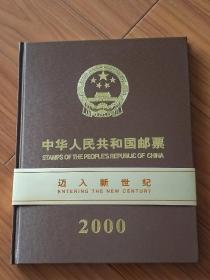 中华人民共和国邮票
STAMPS OF THE PEOPLE'S REPUBLIC OF CHINA
迈入新世纪
ENTERING THE NEW CENTURY
2000